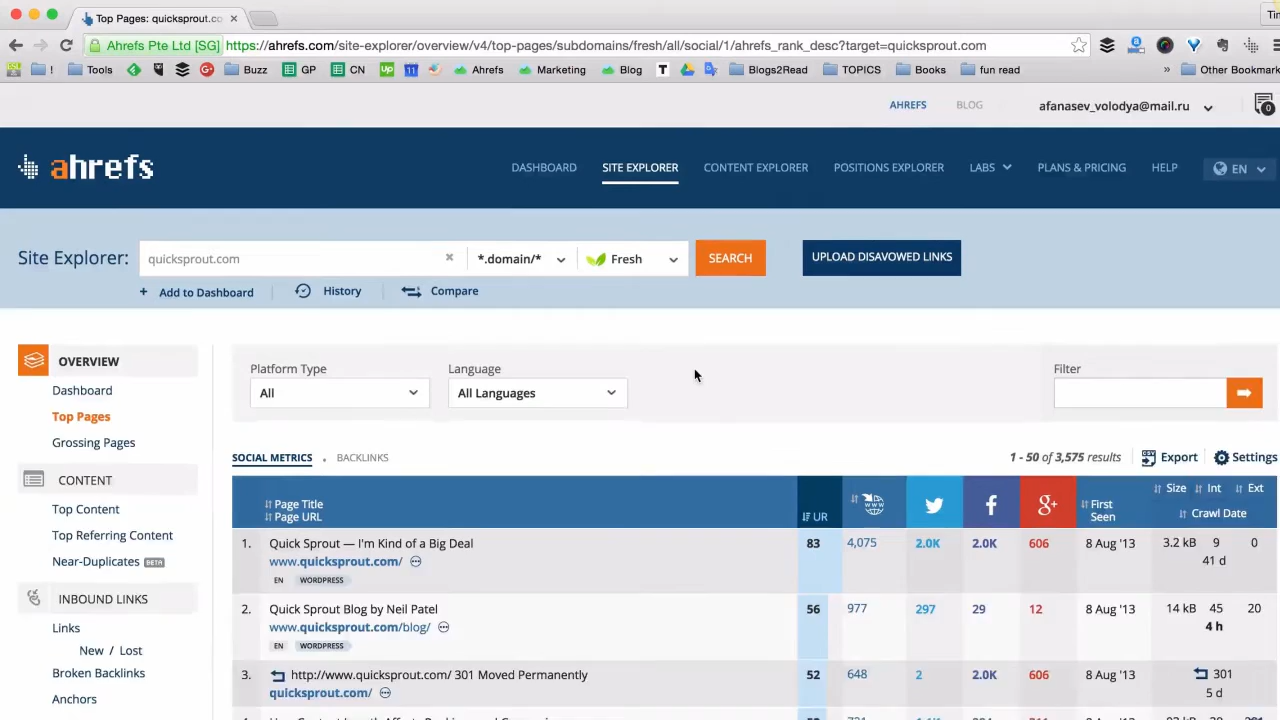 Top Pages: quicksprout.co
Tim
Ahrefs Pte Ltd [SG] https://ahrefs.com/site-explorer/overview/v4/top-pages/subdomains/fresh/all/social/1/ahrefs_rank_desc?target=quicksprout.com
! Tools Buzz GP CN Up 11 Ahrefs Marketing Blog T Blogs2Read TOPICS Books fun read » Other Bookmark
AHREFS BLOG afanasev_volodya@mail.ru 0
ahrefs DASHBOARD SITE EXPLORER CONTENT EXPLORER POSITIONS EXPLORER LABS PLANS & PRICING HELP EN
Site Explorer: quicksprout.com *.domain/* Fresh SEARCH UPLOAD DISAVOWED LINKS
+ Add to Dashboard History Compare
OVERVIEW
Dashboard
Top Pages
Grossing Pages
CONTENT
Top Content
Top Referring Content
Near-Duplicates BETA
INBOUND LINKS
Links
New / Lost
Broken Backlinks
Anchors
Platform Type Language Filter
All All Languages
SOCIAL METRICS BACKLINKS 1 - 50 of 3,575 results Export Settings
Page Title
Page URL
UR
WWW
g+
First
Seen
Size Int Ext
Crawl Date
1. Quick Sprout — I'm Kind of a Big Deal 83 4,075 2.0K 2.0K 606 8 Aug '13 3.2 kB 9 0
www.quicksprout.com/ 41 d
EN WORDPRESS
2. Quick Sprout Blog by Neil Patel 56 977 297 29 12 8 Aug '13 14 kB 45 20
www.quicksprout.com/blog/ 4 h
EN WORDPRESS
3. http://www.quicksprout.com/ 301 Moved Permanently 52 648 2 2.0K 606 8 Aug '13 301
quicksprout.com/ 5 d